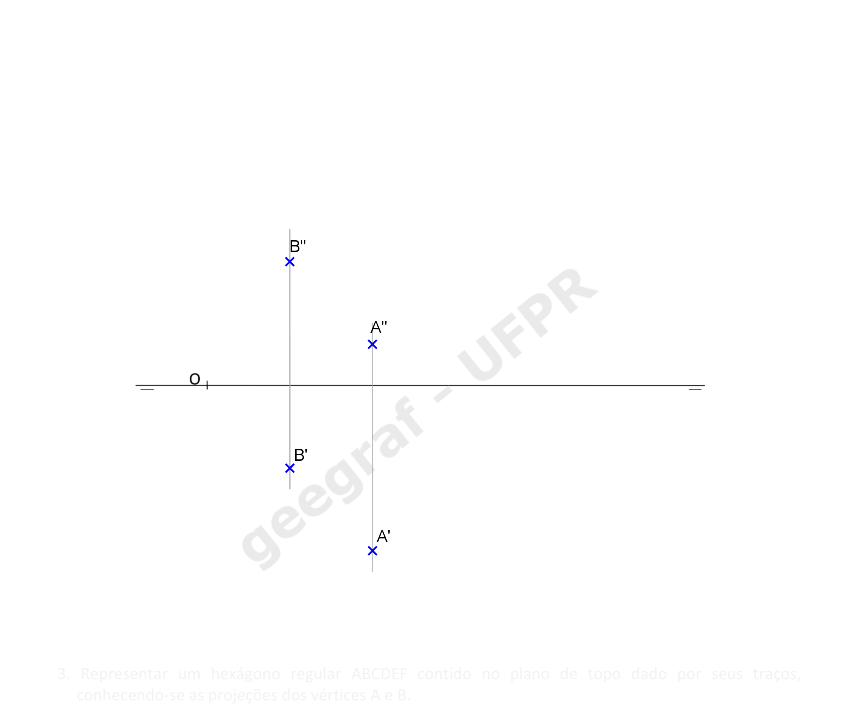 B"
A"
O
B'
A'
geegraf – UFPR
3. Representar um hexágono regular ABCDEF contido no plano de topo dado por seus traços,
conhecendo-se as projeções dos vértices A e B.